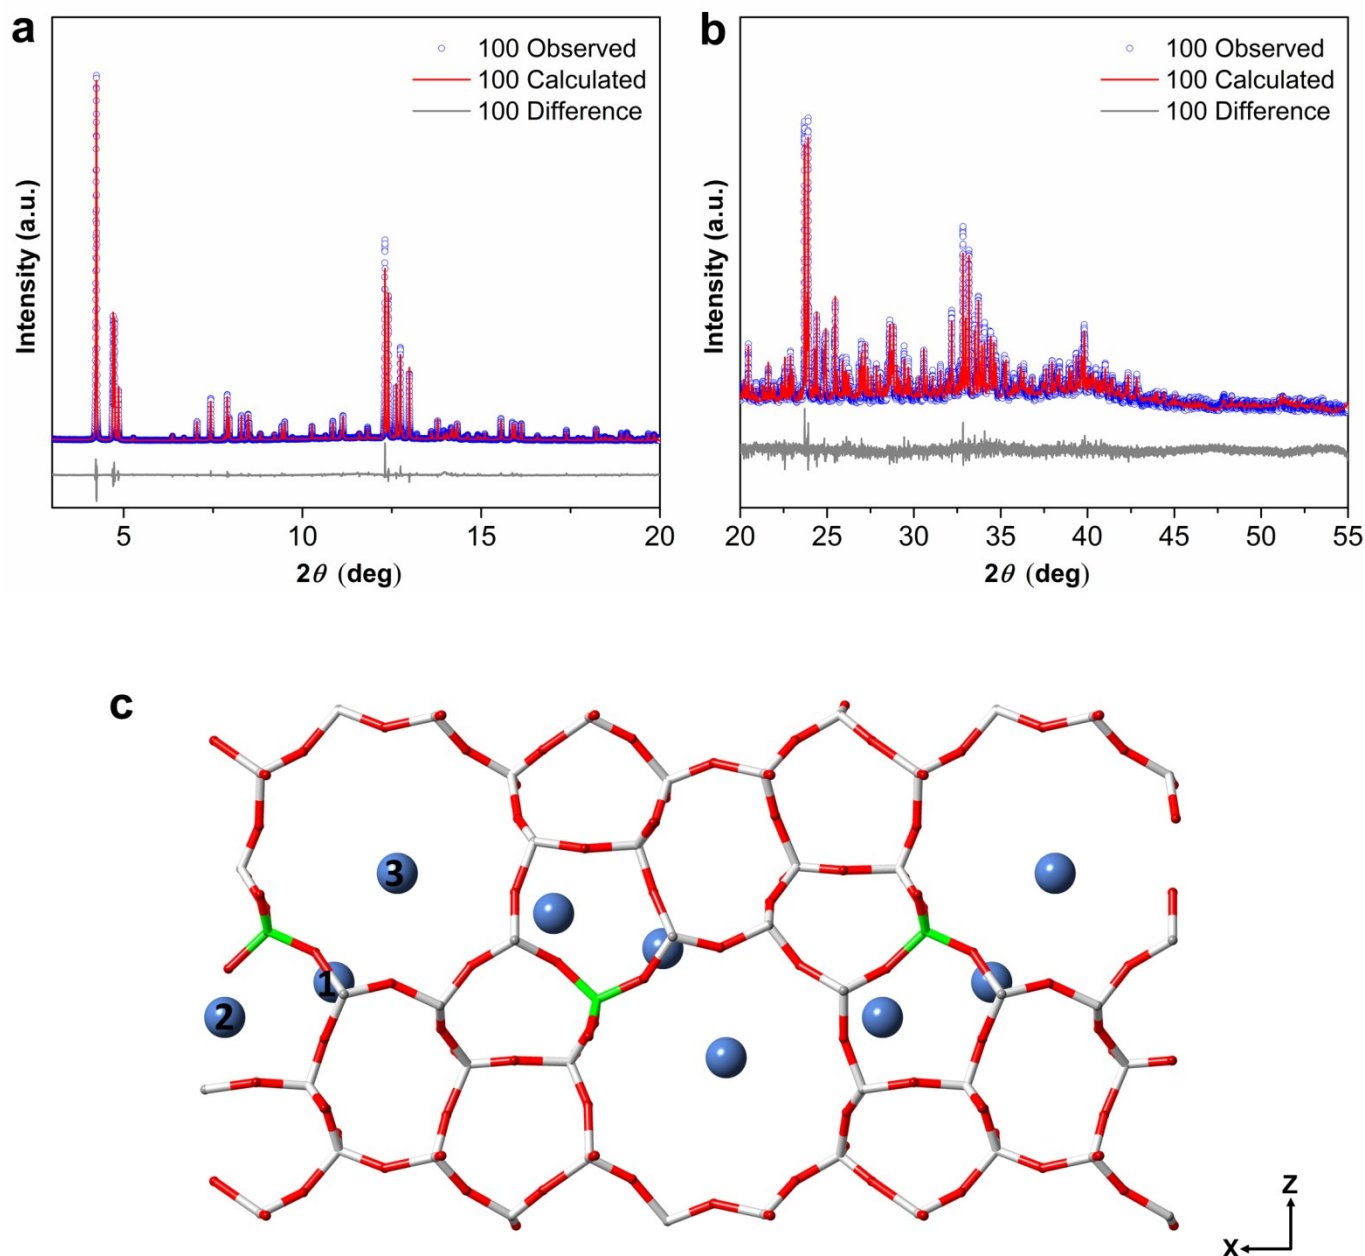 a
100 Observed
100 Calculated
100 Difference
Intensity (a.u.)
5
10
15
20
2θ (deg)
b
100 Observed
100 Calculated
100 Difference
Intensity (a.u.)
20
25
30
35
40
45
50
55
2θ (deg)
c
3
1
2
Z
X